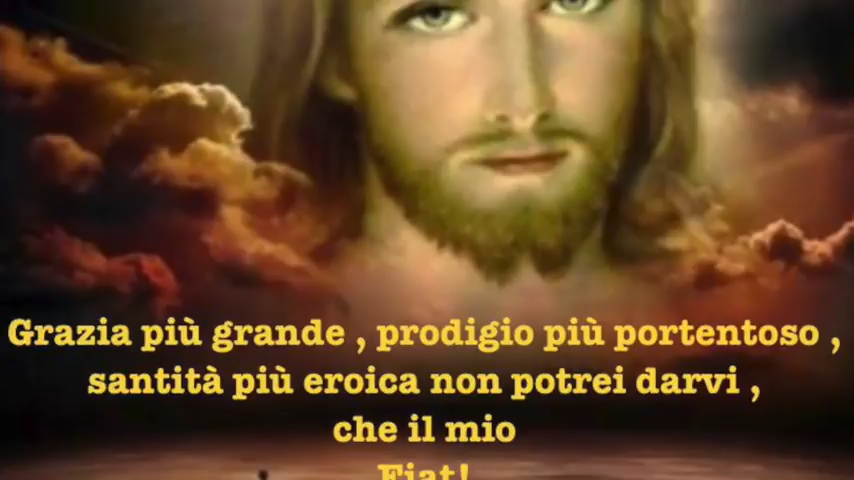 Grazia più grande , prodigio più portentoso ,
santità più eroica non potrei darvi ,
che il mio
Fiat!